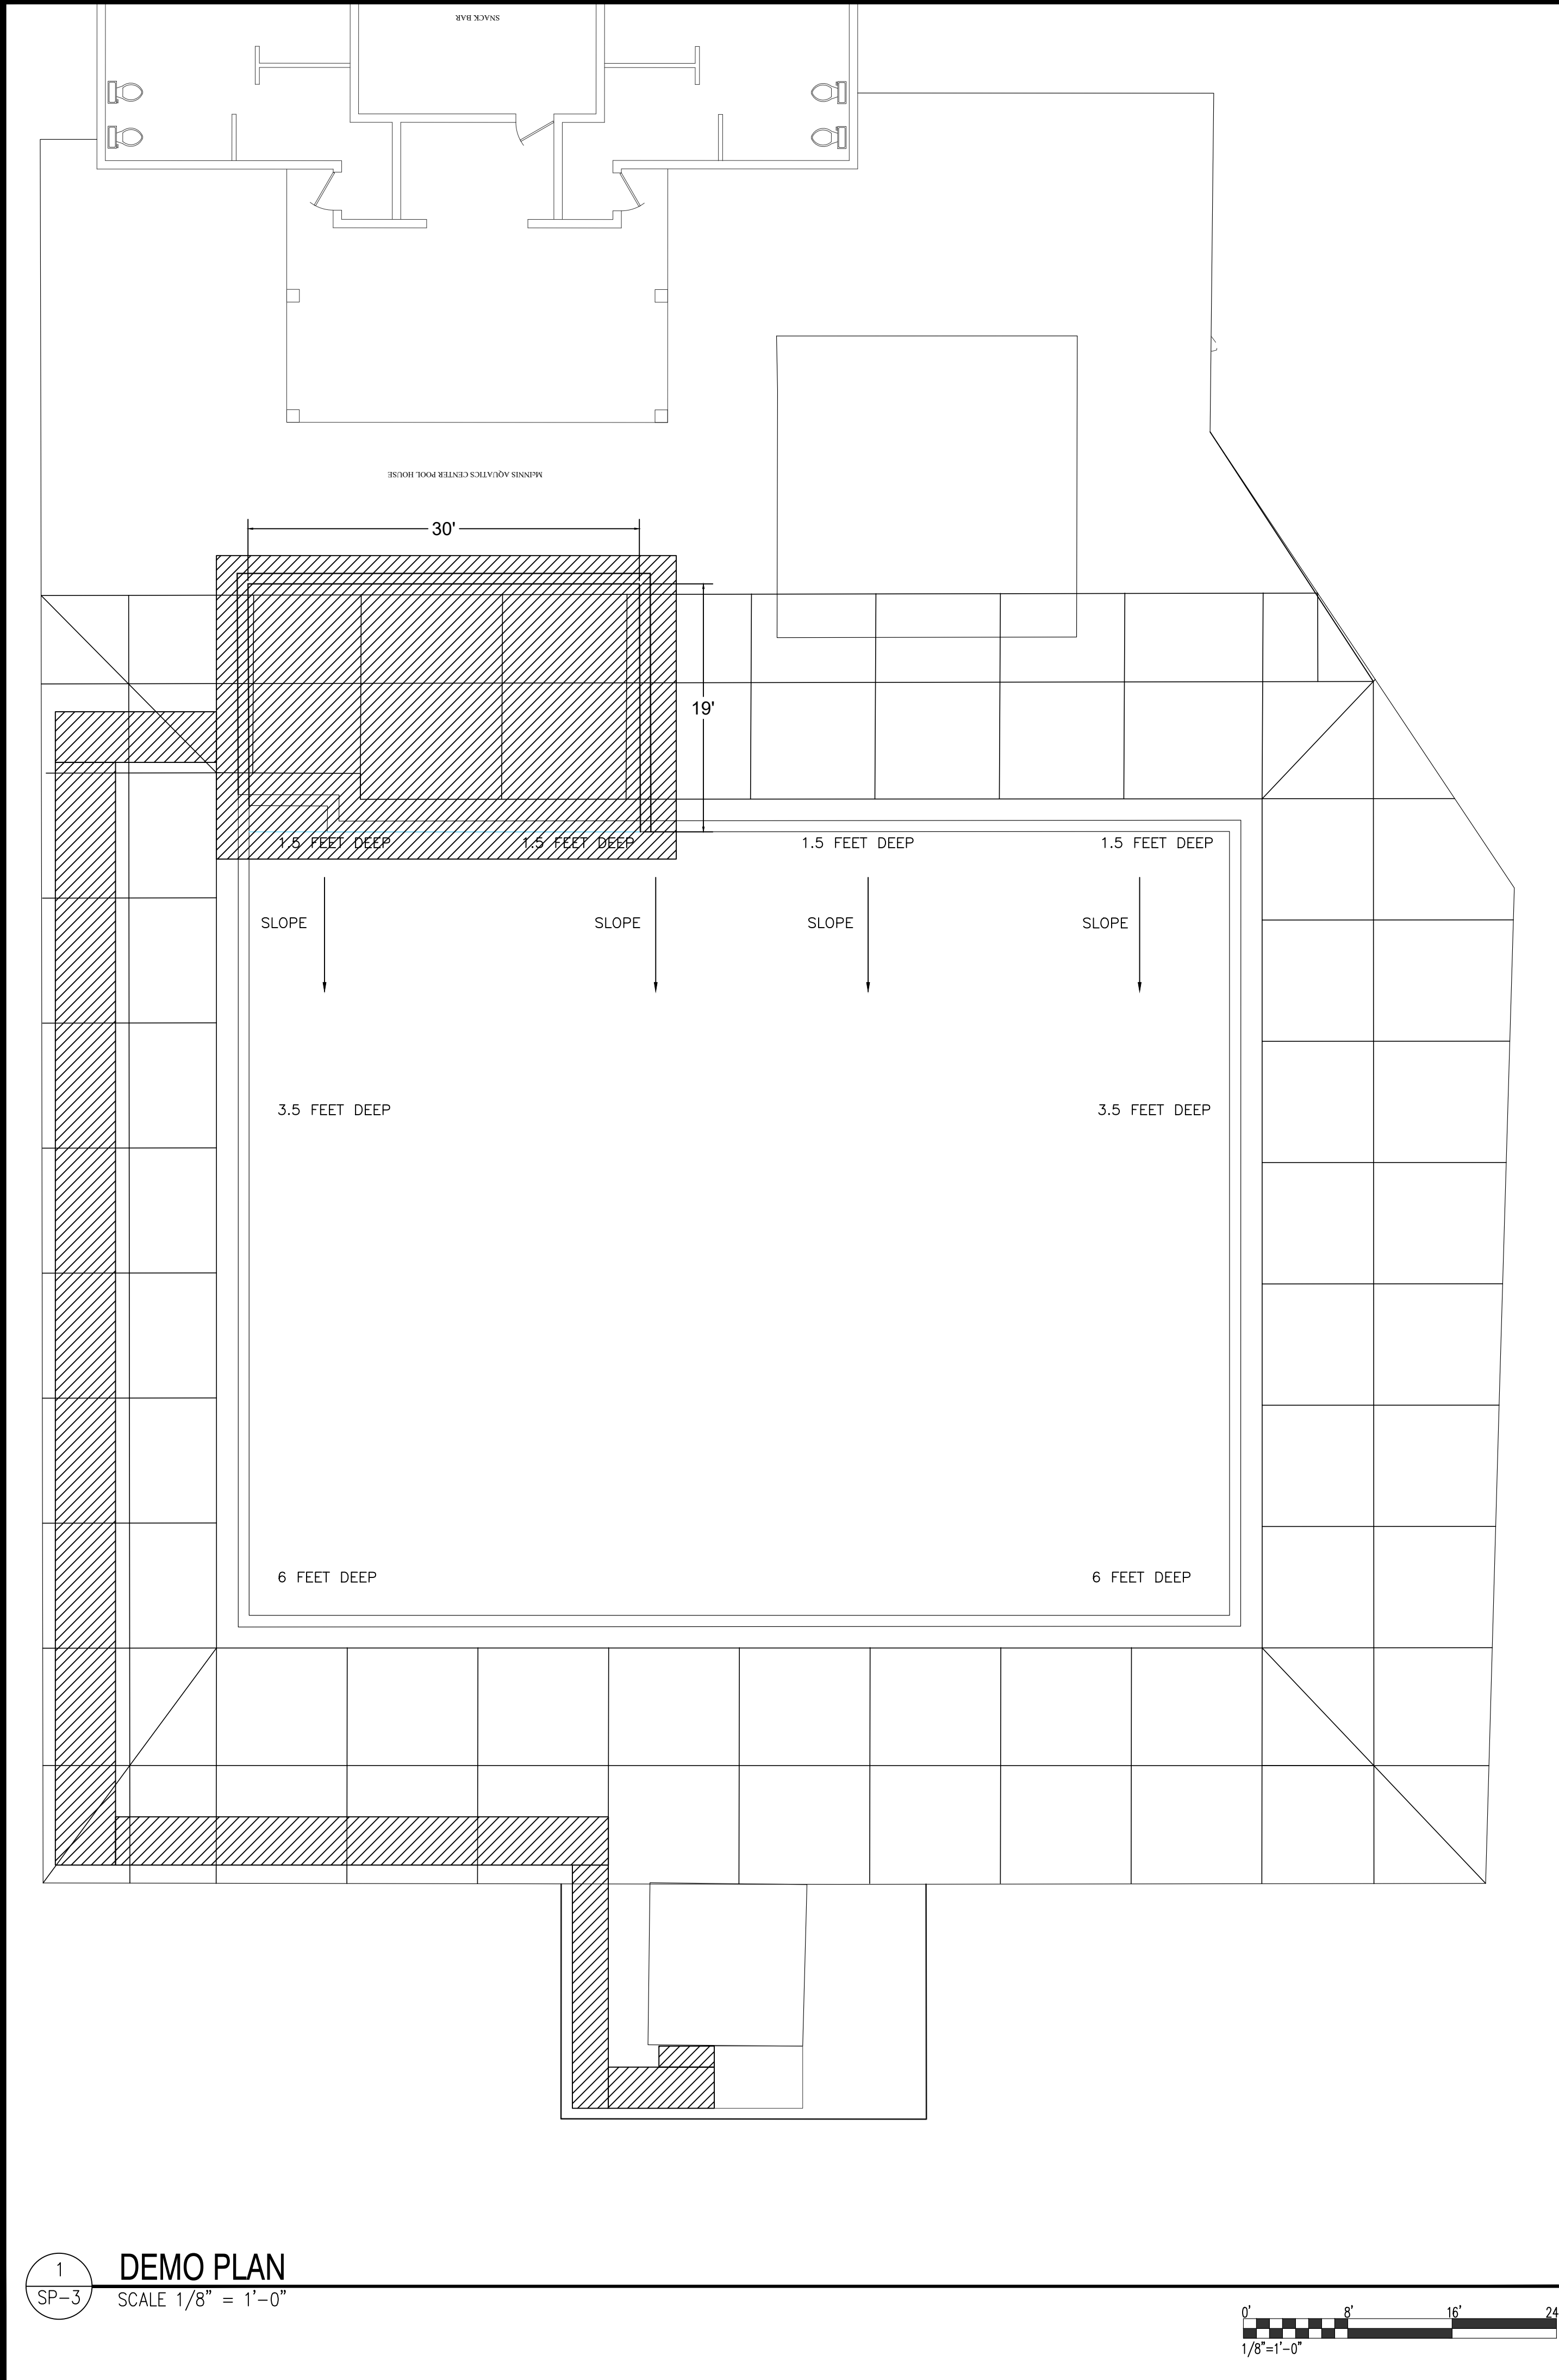 SNACK BAR
McINNIS AQUATICS CENTER POOL HOUSE
30'
19'
1.5 FEET DEEP 1.5 FEET DEEP 1.5 FEET DEEP 1.5 FEET DEEP
SLOPE SLOPE SLOPE SLOPE
3.5 FEET DEEP 3.5 FEET DEEP
6 FEET DEEP 6 FEET DEEP
1
SP-3
DEMO PLAN
SCALE 1/8" = 1'-0"
0' 8' 16' 24
1/8"=1'-0"